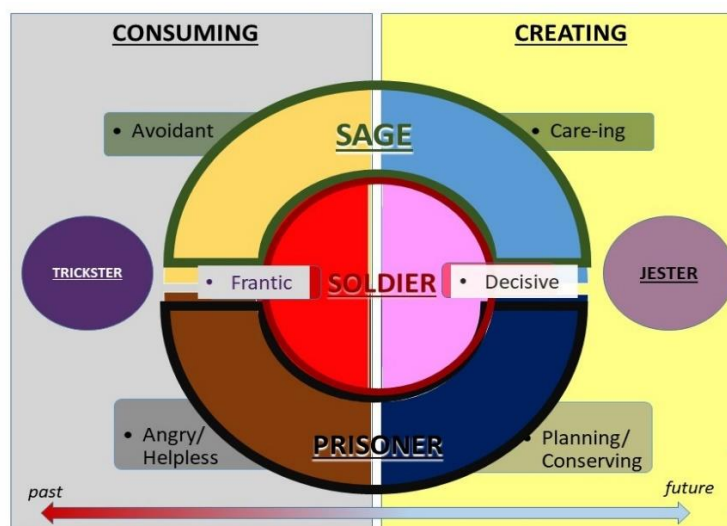 CONSUMING
CREATING
• Avoidant
SAGE
• Care-ing
TRICKSTER
• Frantic
SOLDIER
• Decisive
JESTER
• Angry/
Helpless
PRISONER
• Planning/
Conserving
past
future